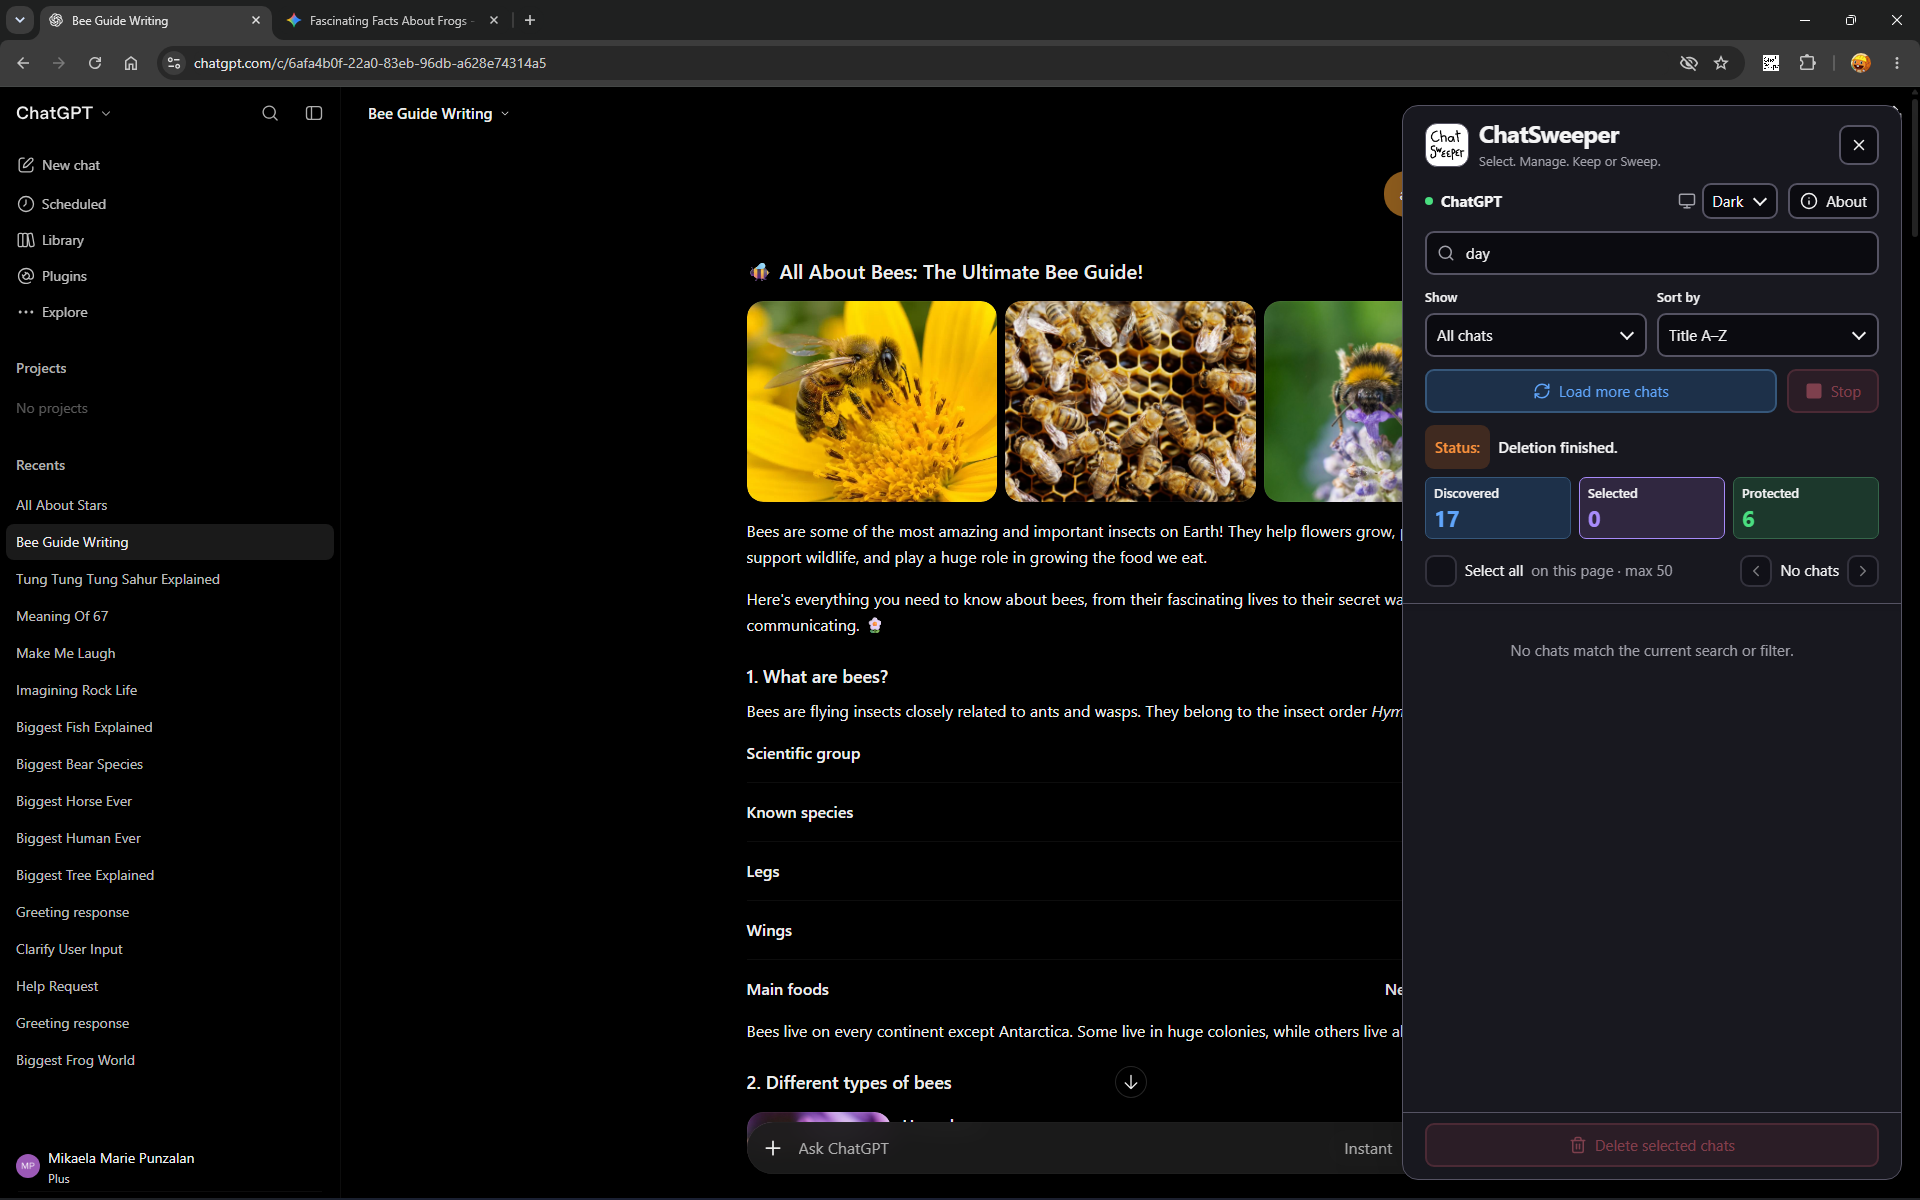 Bee Guide Writing
Fascinating Facts About Frogs -
chatgpt.com/c/6afa4b0f-22a0-83eb-96db-a628e74314a5
ChatGPT
New chat
Scheduled
Library
Plugins
Explore
Projects
No projects
Recents
All About Stars
Bee Guide Writing
Tung Tung Tung Sahur Explained
Meaning Of 67
Make Me Laugh
Imagining Rock Life
Biggest Fish Explained
Biggest Bear Species
Biggest Horse Ever
Biggest Human Ever
Biggest Tree Explained
Greeting response
Clarify User Input
Help Request
Greeting response
Biggest Frog World
MP
Mikaela Marie Punzalan
Plus
Bee Guide Writing
All About Bees: The Ultimate Bee Guide!
Bees are some of the most amazing and important insects on Earth! They help flowers grow,
support wildlife, and play a huge role in growing the food we eat.
Here's everything you need to know about bees, from their fascinating lives to their secret
communicating.
1. What are bees?
Bees are flying insects closely related to ants and wasps. They belong to the insect order Hym
Scientific group
Known species
Legs
Wings
Main foods
Ne
Bees live on every continent except Antarctica. Some live in huge colonies, while others live
2. Different types of bees
Ask ChatGPT
Instant
Chat Sweeper
ChatSweeper
Select. Manage. Keep or Sweep.
ChatGPT
Dark
About
day
Show
Sort by
All chats
Title A–Z
Load more chats
Stop
Status: Deletion finished.
Discovered
17
Selected
0
Protected
6
Select all on this page · max 50
No chats
No chats match the current search or filter.
Delete selected chats